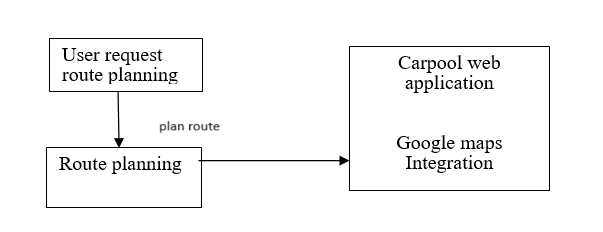 User request
route planning
plan route
Route planning
Carpool web
application
Google maps
Integration